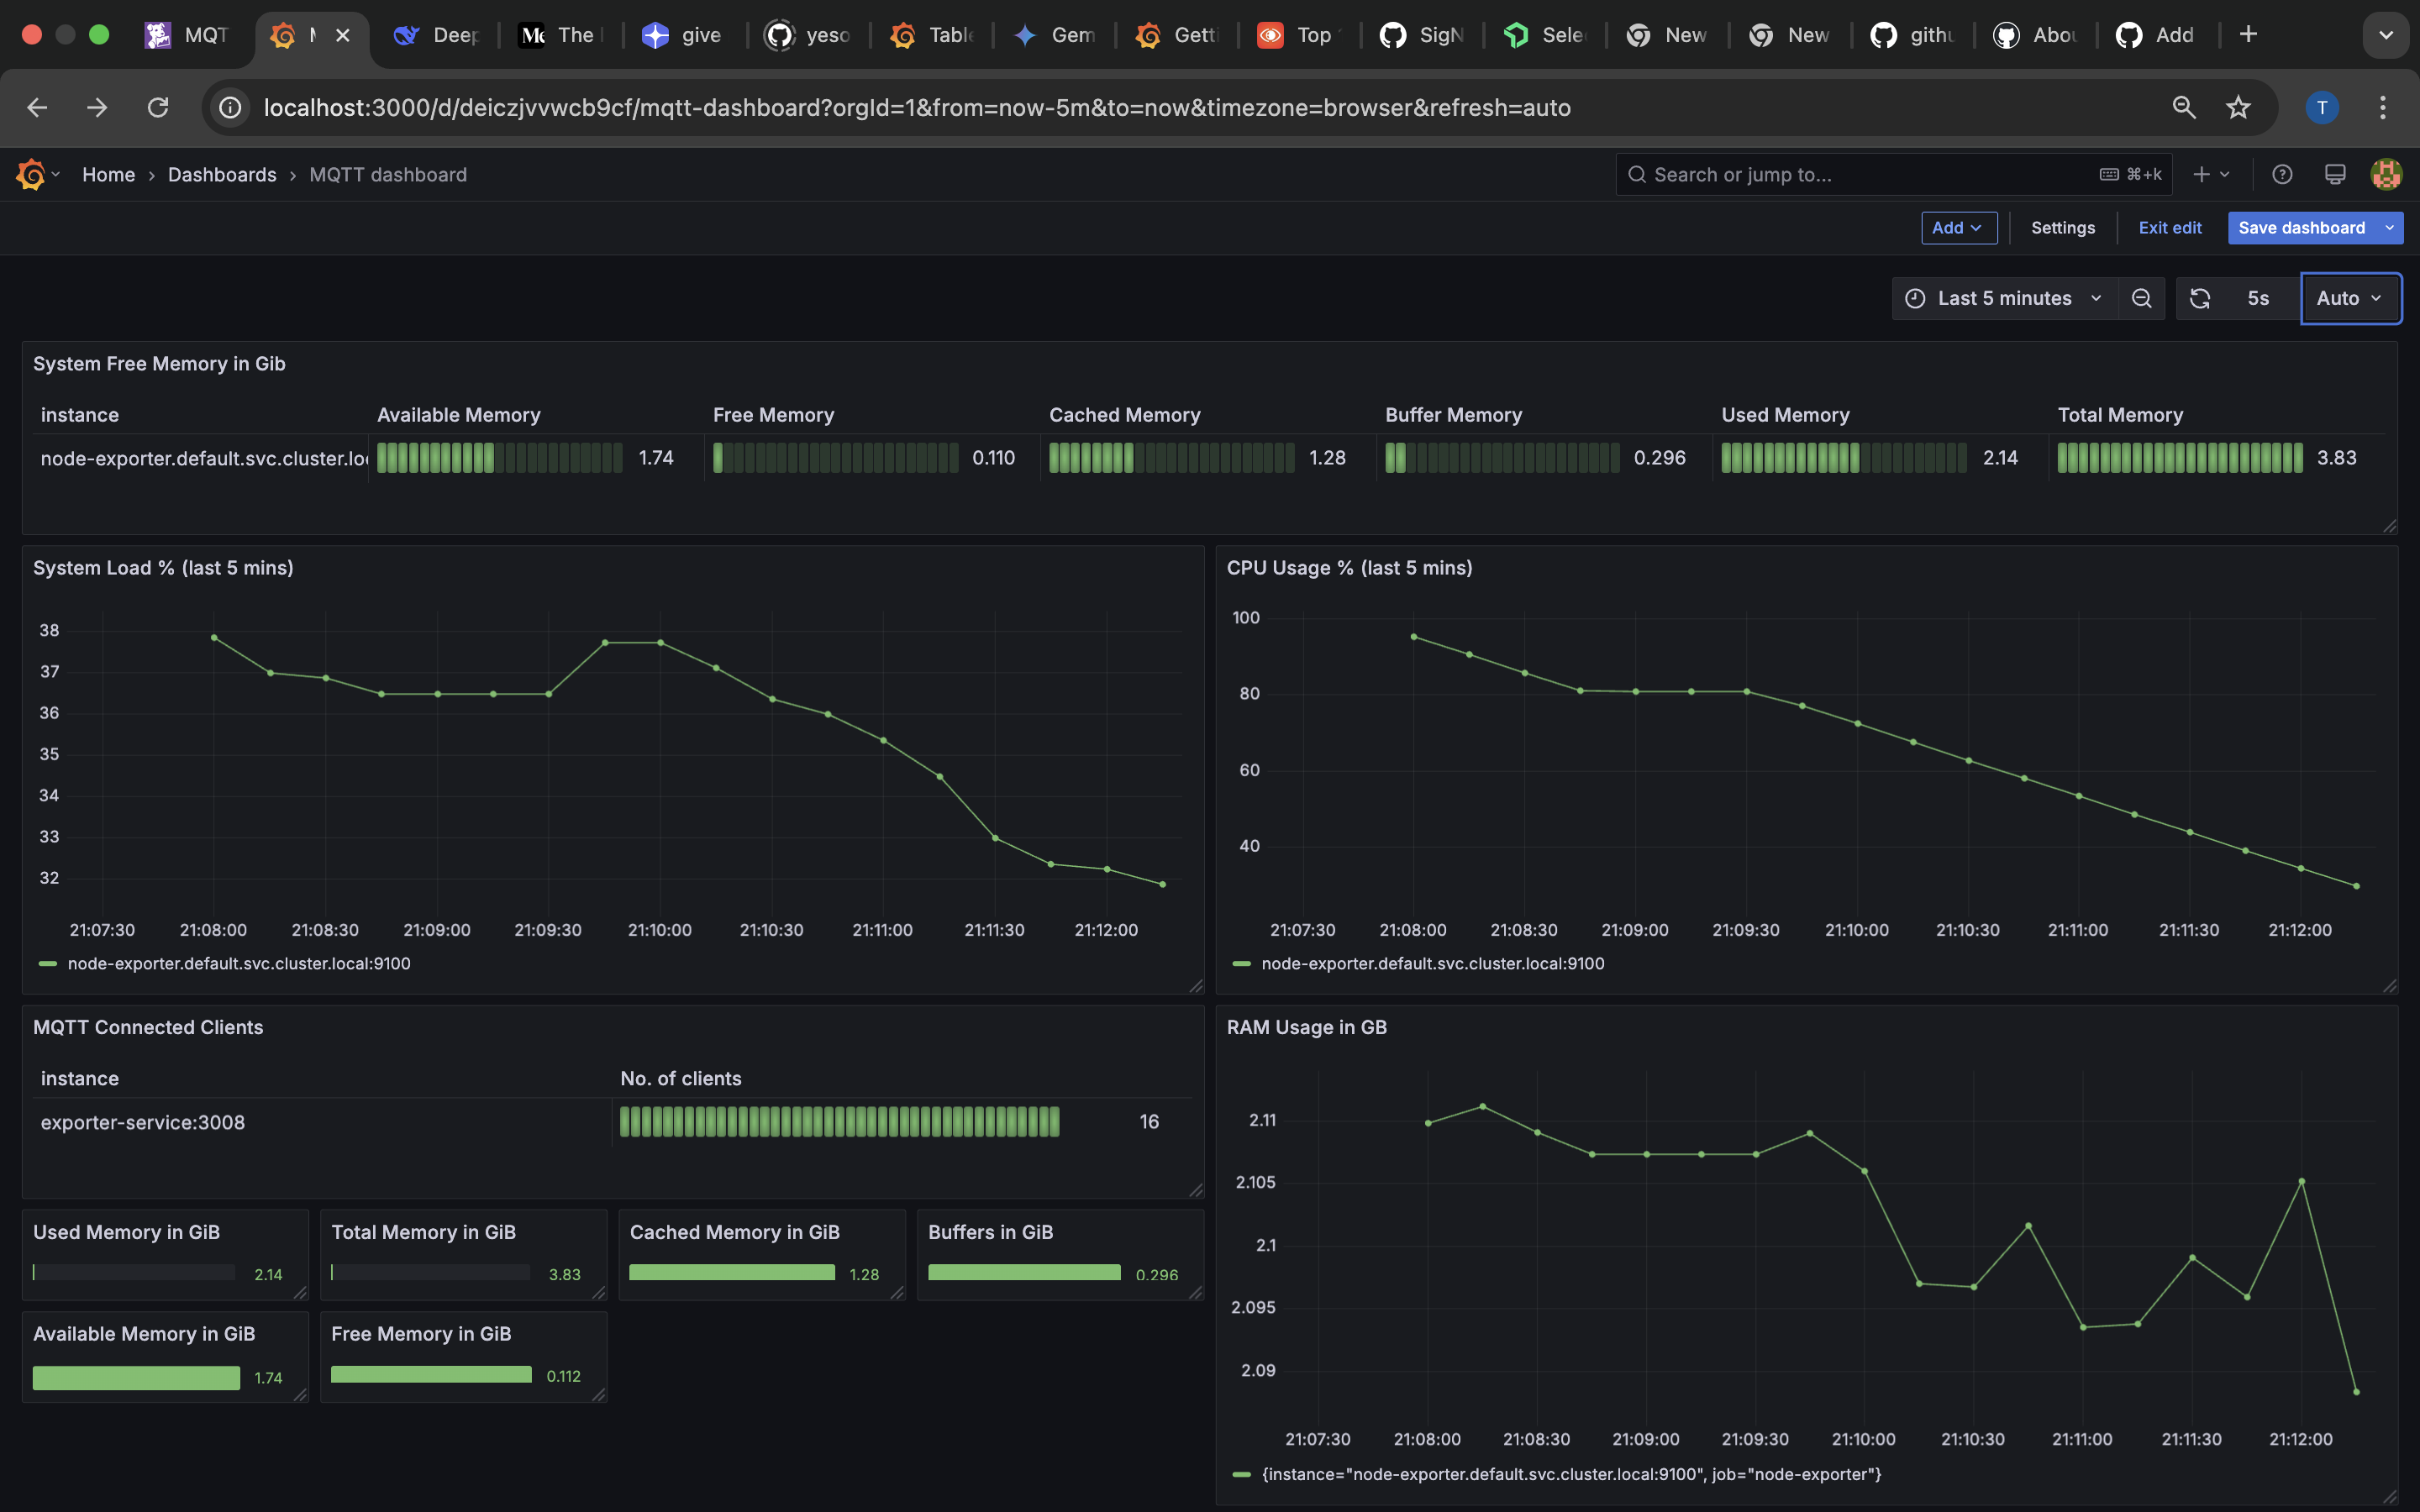 MQT
Deep
Me The
give
yeso
Table
Gem
Getti
Top
SigN
Sele
New
New
githu
Abou
Add
localhost:3000/d/deiczjvvwcb9cf/mqtt-dashboard?orgId=1&from=now-5m&to=now&timezone=browser&refresh=auto
T
Home › Dashboards › MQTT dashboard
Search or jump to...
⌘+k
Add
Settings
Exit edit
Save dashboard
Last 5 minutes
5s
Auto
System Free Memory in Gib
instance Available Memory Free Memory Cached Memory Buffer Memory Used Memory Total Memory
node-exporter.default.svc.cluster.loc 1.74 0.110 1.28 0.296 2.14 3.83
System Load % (last 5 mins)
38
37
36
35
34
33
32
21:07:30 21:08:00 21:08:30 21:09:00 21:09:30 21:10:00 21:10:30 21:11:00 21:11:30 21:12:00
node-exporter.default.svc.cluster.local:9100
CPU Usage % (last 5 mins)
100
80
60
40
21:07:30 21:08:00 21:08:30 21:09:00 21:09:30 21:10:00 21:10:30 21:11:00 21:11:30 21:12:00
node-exporter.default.svc.cluster.local:9100
MQTT Connected Clients
instance No. of clients
exporter-service:3008 16
Used Memory in GiB
2.14
Total Memory in GiB
3.83
Cached Memory in GiB
1.28
Buffers in GiB
0.296
Available Memory in GiB
1.74
Free Memory in GiB
0.112
RAM Usage in GB
2.11
2.105
2.1
2.095
2.09
21:07:30 21:08:00 21:08:30 21:09:00 21:09:30 21:10:00 21:10:30 21:11:00 21:11:30 21:12:00
{instance="node-exporter.default.svc.cluster.local:9100", job="node-exporter"}